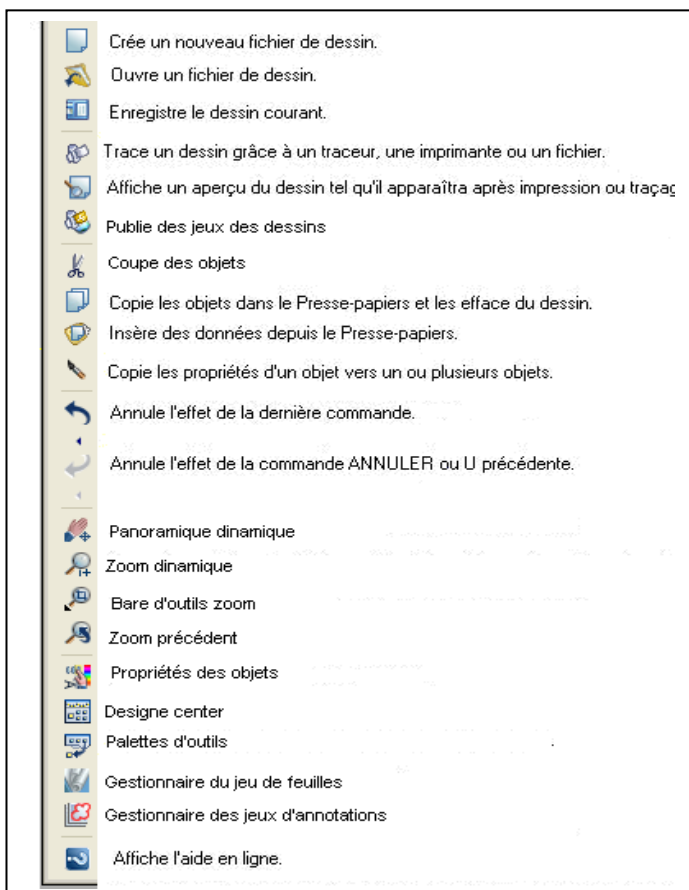 Crée un nouveau fichier de dessin.
Ouvre un fichier de dessin.
Enregistre le dessin courant.
Trace un dessin grâce à un traceur, une imprimante ou un fichier.
Affiche un aperçu du dessin tel qu'il apparaîtra après impression ou traçag
Publie des jeux des dessins
Coupe des objets
Copie les objets dans le Presse-papiers et les efface du dessin.
Insère des données depuis le Presse-papiers.
Copie les propriétés d'un objet vers un ou plusieurs objets.
Annule l'effet de la dernière commande.
Annule l'effet de la commande ANNULER ou U précédente.
Panoramique dinamique
Zoom dinamique
Bare d'outils zoom
Zoom précédent
Propriétés des objets
Designe center
Palettes d'outils
Gestionnaire du jeu de feuilles
Gestionnaire des jeux d'annotations
Affiche l'aide en ligne.